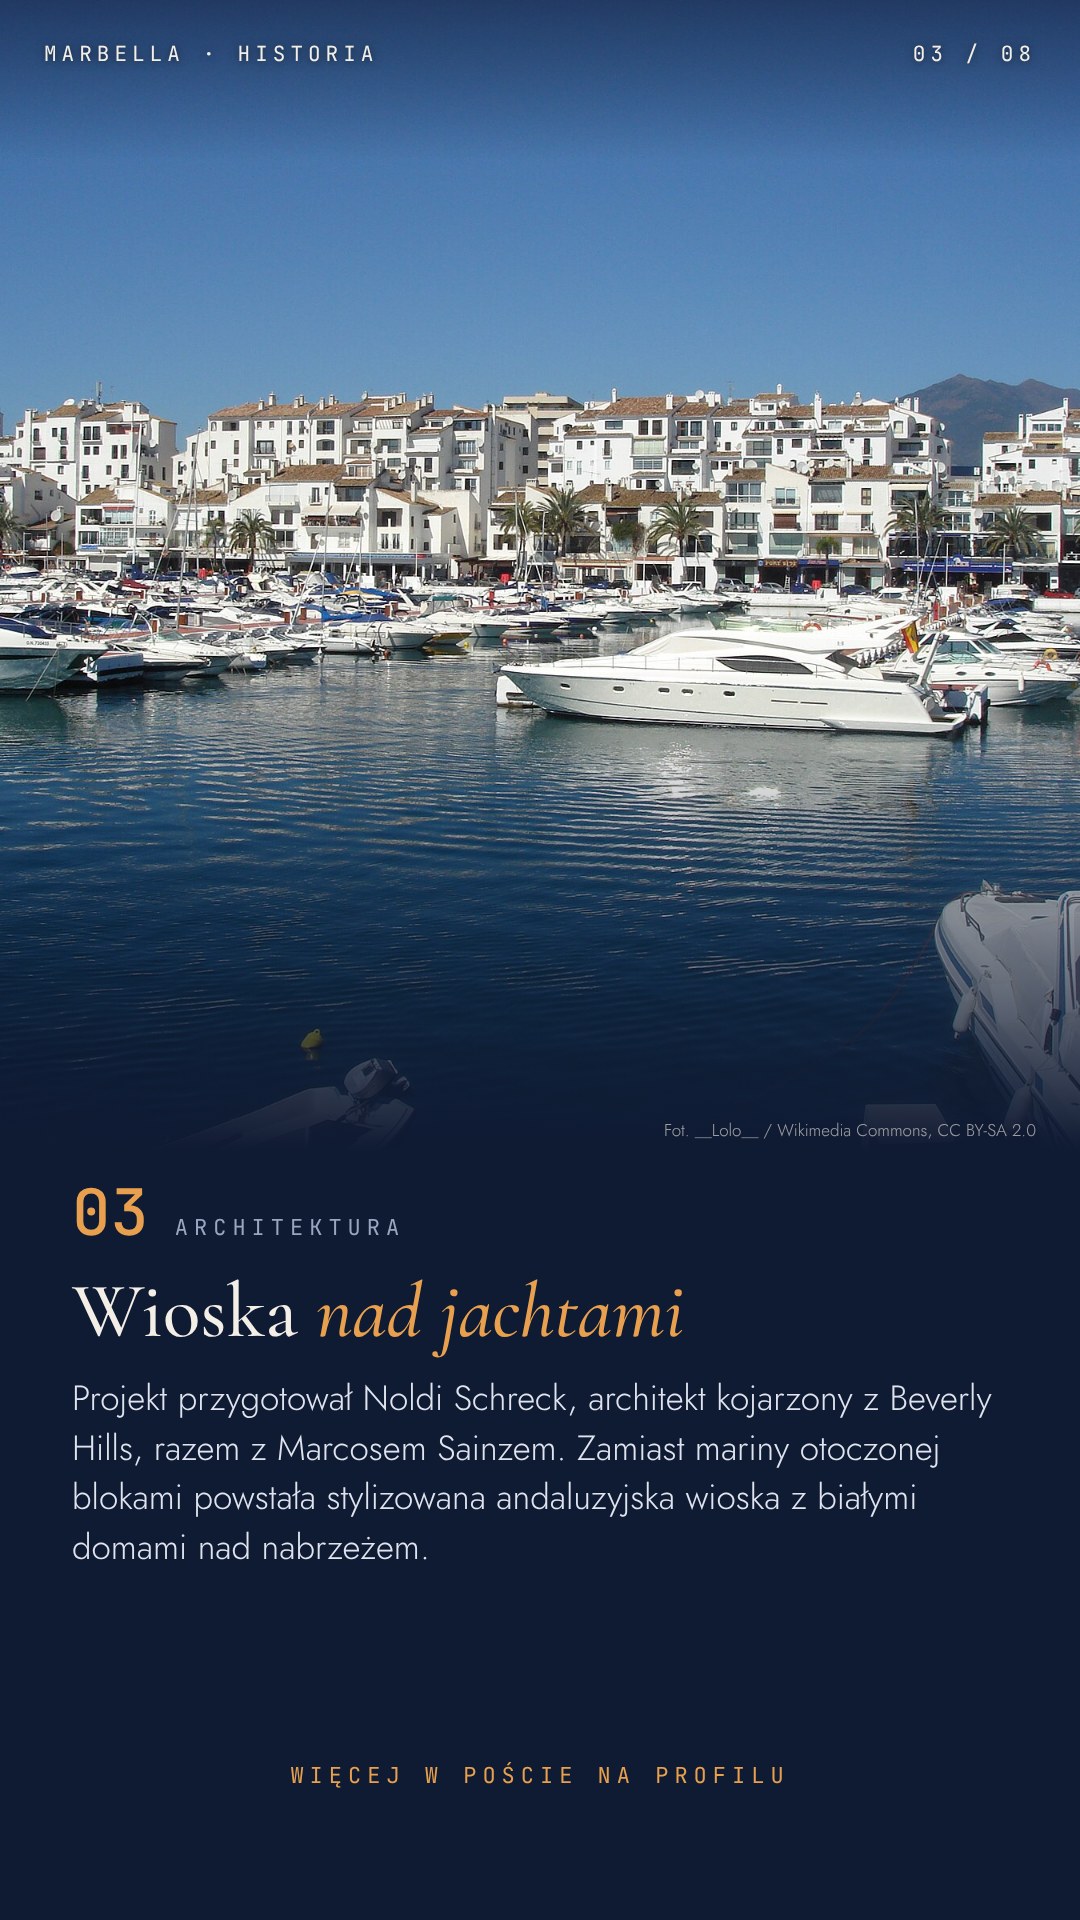 MARBELLA · HISTORIA
03 / 08
Fot. __Lolo__ / Wikimedia Commons, CC BY-SA 2.0
03 ARCHITEKTURA
Wioska nad jachtami
Projekt przygotował Noldi Schreck, architekt kojarzony z Beverly
Hills, razem z Marcosem Sainzem. Zamiast mariny otoczonej
blokami powstała stylizowana andaluzyjska wioska z białymi
domami nad nabrzeżem.
WIĘCEJ W POŚCIE NA PROFILU